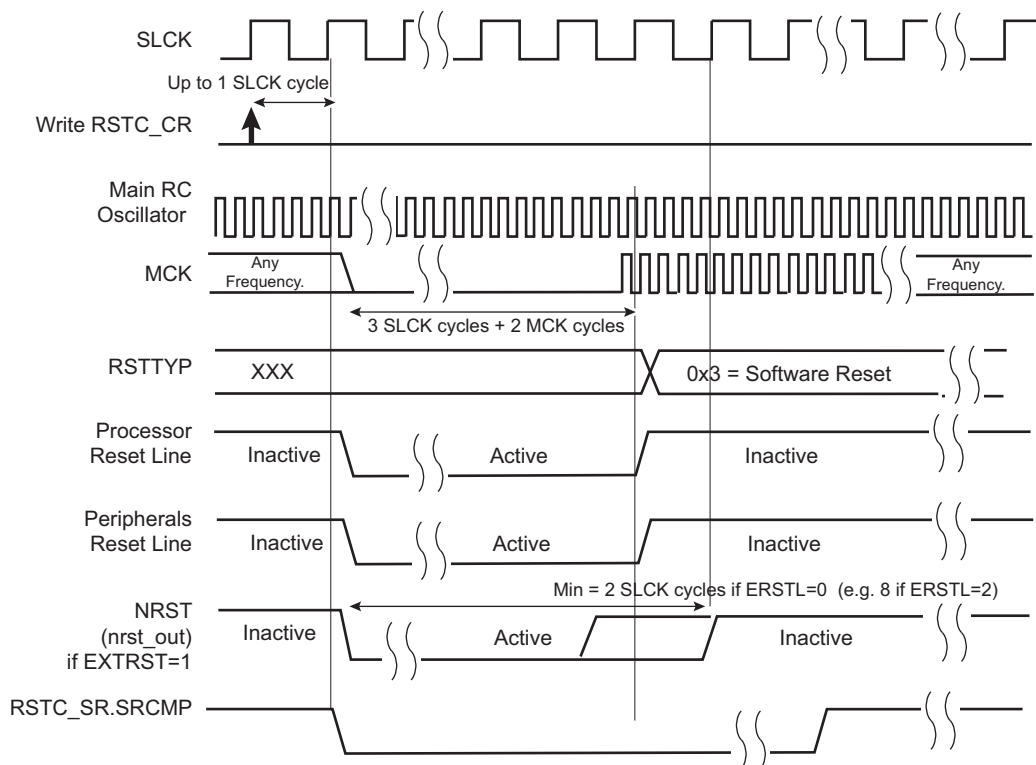 SLCK
Up to 1 SLCK cycle
Write RSTC_CR
Main RC
Oscillator
MCK
Any
Frequency.
Any
Frequency.
3 SLCK cycles + 2 MCK cycles
RSTTYP
XXX
0x3 = Software Reset
Processor
Reset Line
Inactive
Active
Inactive
Peripherals
Reset Line
Inactive
Active
Inactive
Min = 2 SLCK cycles if ERSTL=0 (e.g. 8 if ERSTL=2)
NRST
(nrst_out)
if EXTRST=1
Inactive
Active
Inactive
RSTC_SR.SRCMP